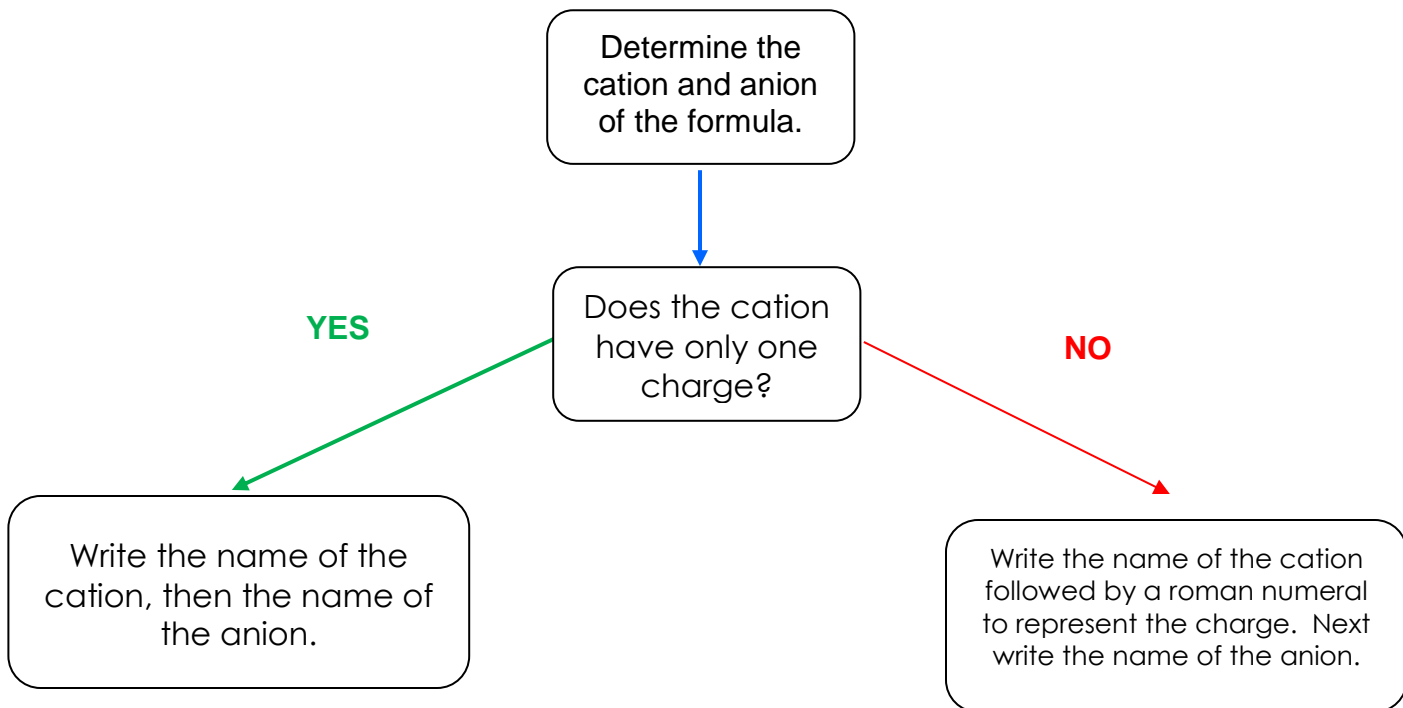 Determine the
cation and anion
of the formula.
Does the cation
have only one
charge?
YES
NO
Write the name of the
cation, then the name of
the anion.
Write the name of the cation
followed by a roman numeral
to represent the charge.  Next
write the name of the anion.